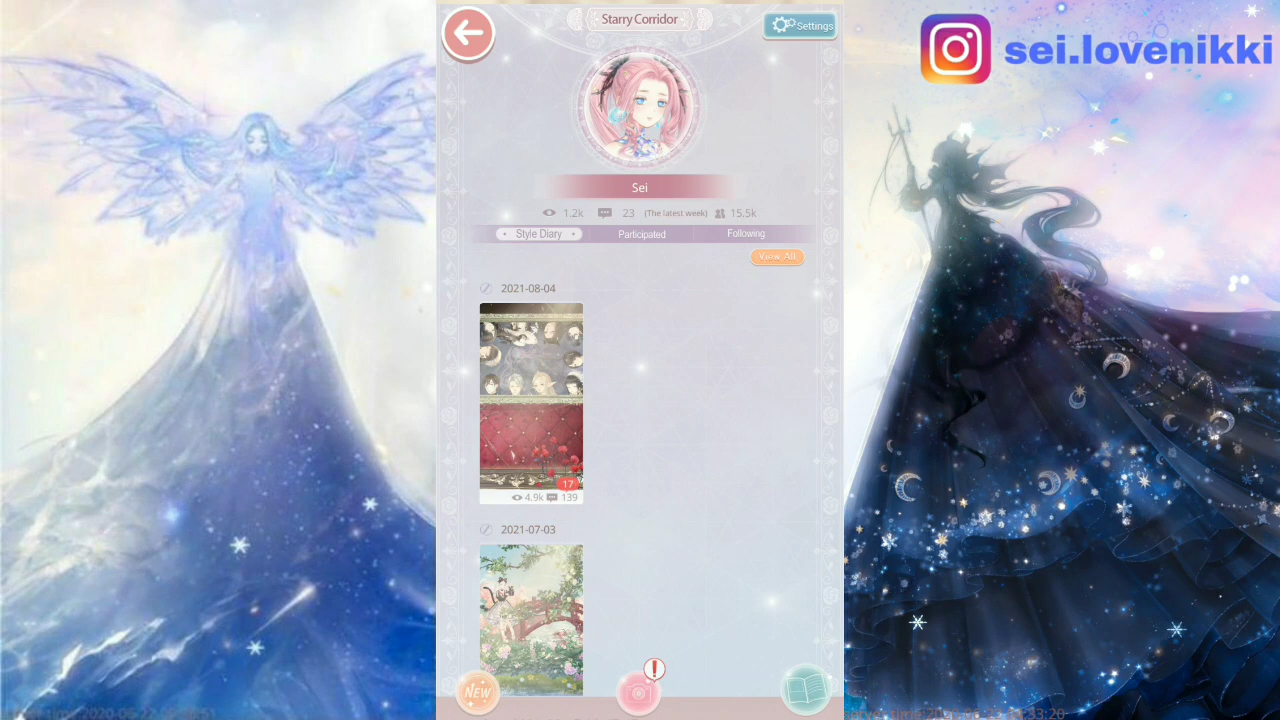 Starry Corridor
Settings
sei.lovenikki
Sei
1.2k 23 (The latest week) 15.5k
Style Diary Participated Following
View All
2021-08-04
17
4.9k 139
2021-07-03
NEW